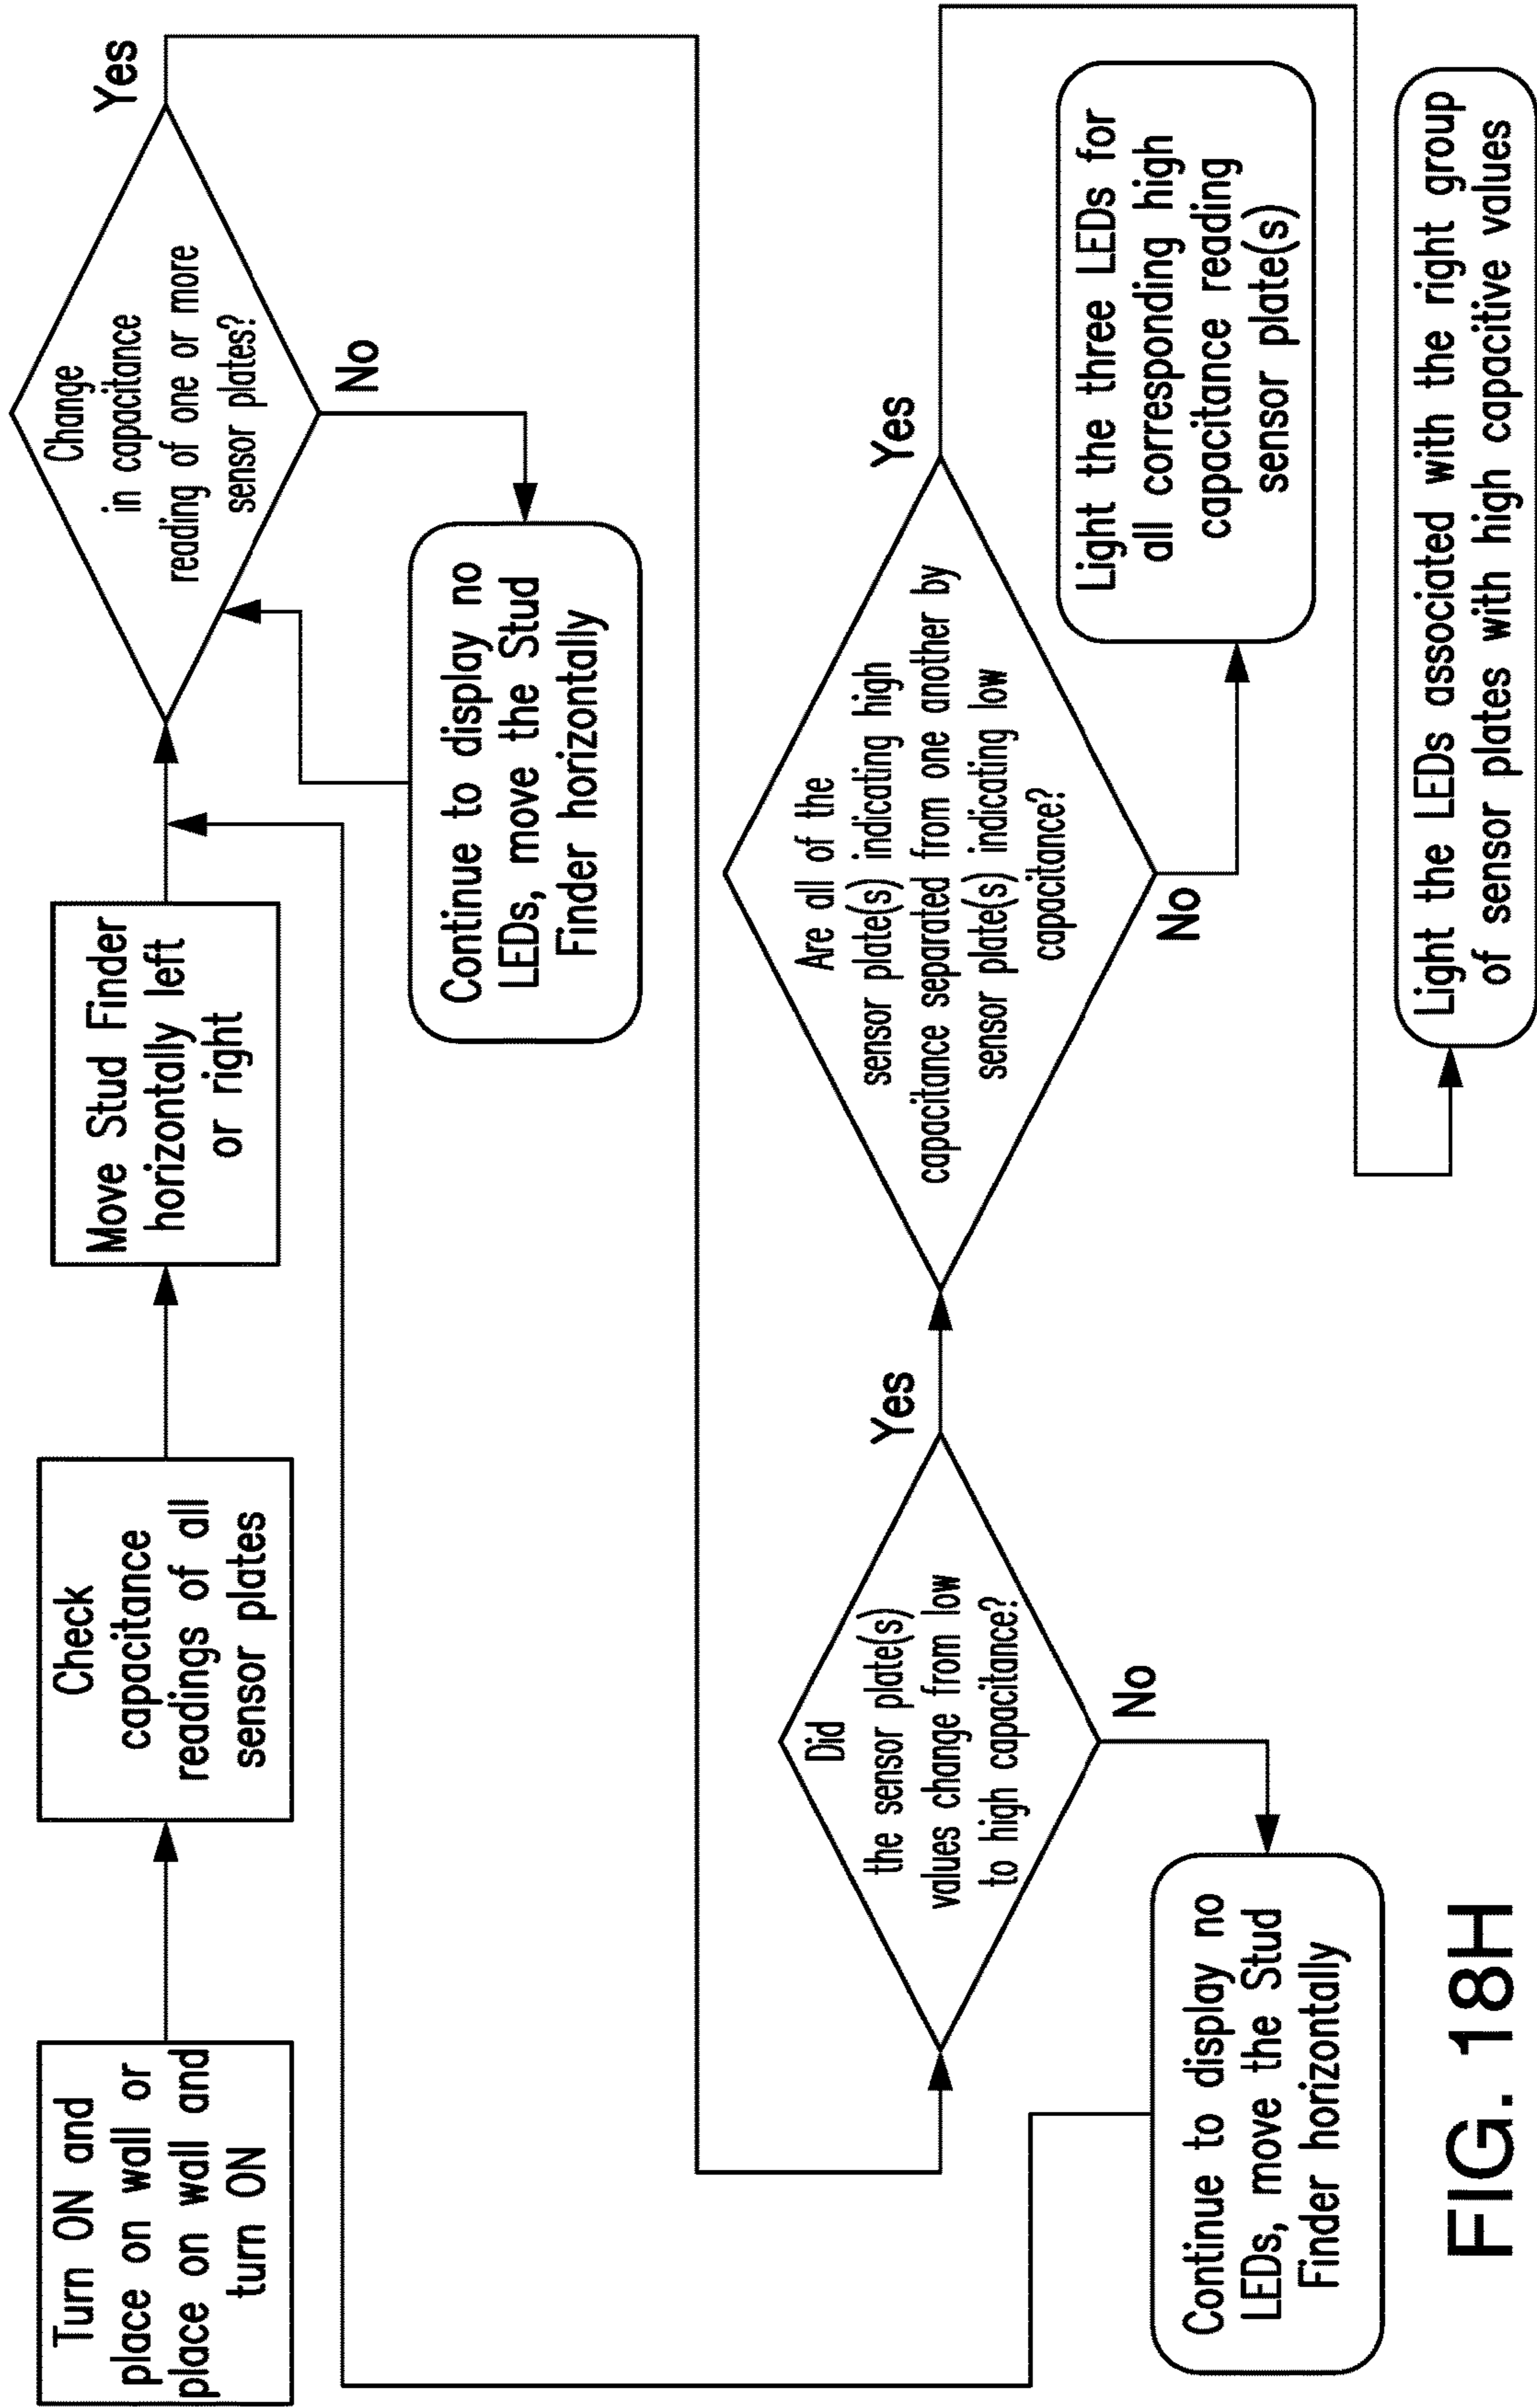 Turn ON and
place on wall or
place on wall and
turn ON
Check
capacitance
readings of all
sensor plates
Move Stud Finder
horizontally left
or right
Change
in capacitance
reading of one or more
sensor plates?
Yes
No
Continue to display no
LEDs, move the Stud
Finder horizontally
Did
the sensor plate(s)
values change from low
to high capacitance?
Yes
No
Continue to display no
LEDs, move the Stud
Finder horizontally
Are all of the
sensor plate(s) indicating high
capacitance separated from one another by
sensor plate(s) indicating low
capacitance?
Yes
No
Light the three LEDs for
all corresponding high
capacitance reading
sensor plate(s)
Light the LEDs associated with the right group
of sensor plates with high capacitive values
FIG. 18H